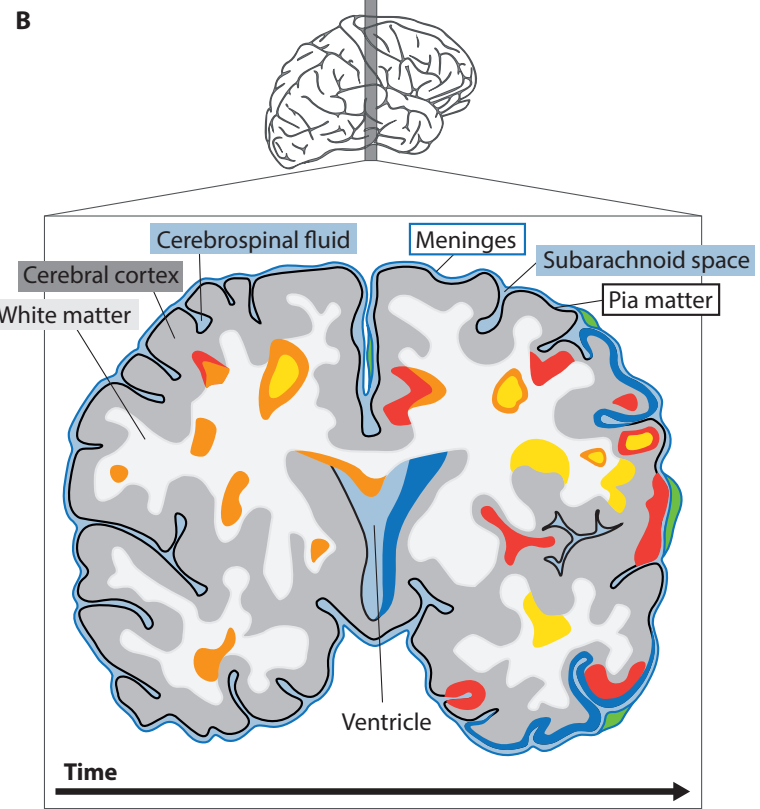 B
Cerebrospinal fluid
Meninges
Subarachnoid space
Cerebral cortex
Pia matter
White matter
Ventricle
Time